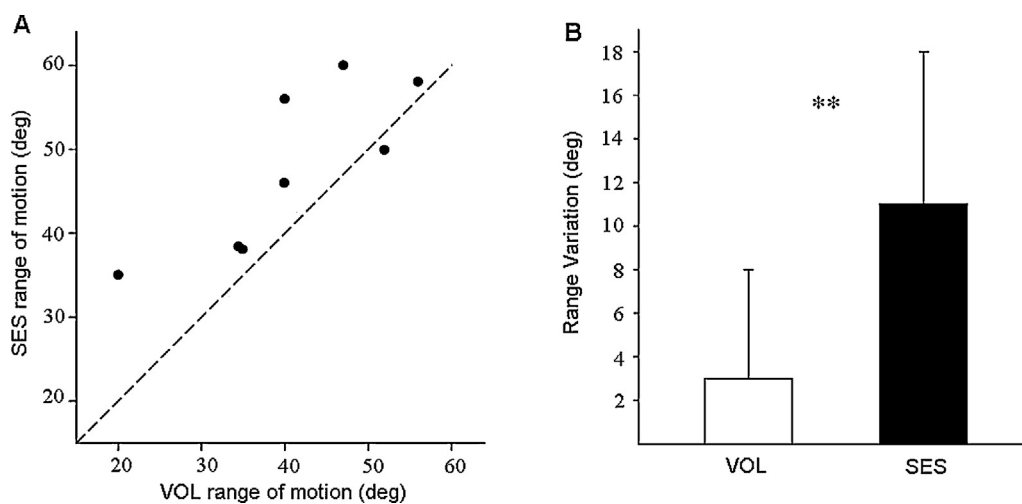 A
SES range of motion (deg)
60
50
40
30
20
20 30 40 50 60
VOL range of motion (deg)
B
Range Variation (deg)
18
16
14
12
10
8
6
4
2
**
VOL SES